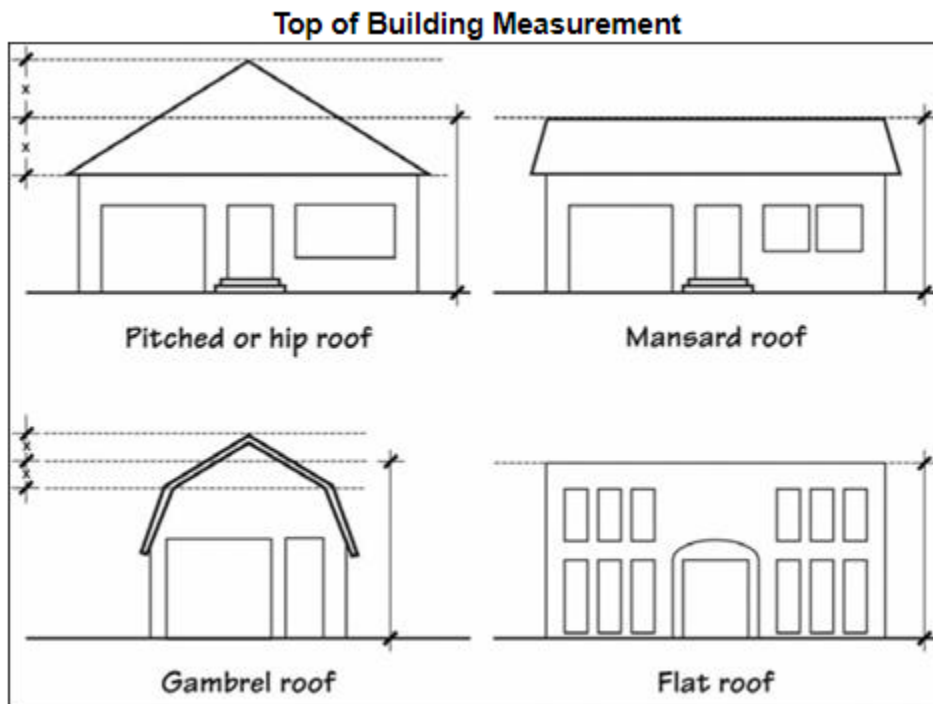 Top of Building Measurement
x
x
Pitched or hip roof
Mansard roof
x
x
Gambrel roof
Flat roof